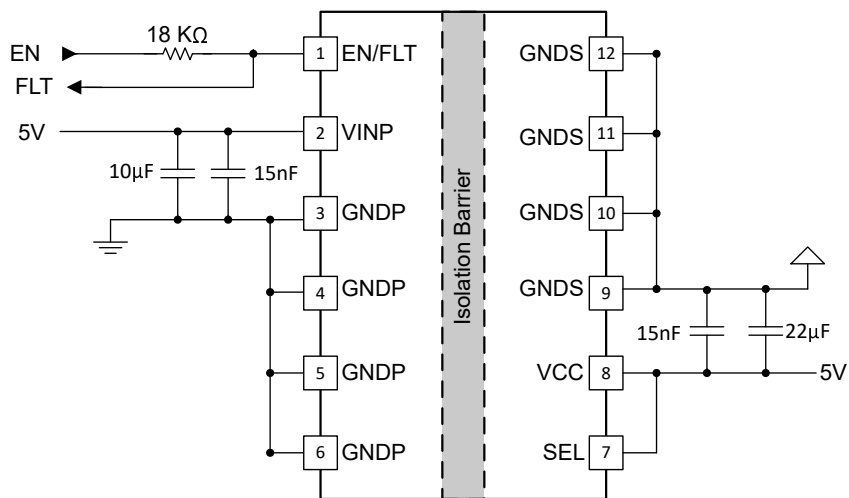 18 KΩ
EN
1
EN/FLT
GNDS
12
FLT
5V
2
VINP
GNDS
11
10µF
15nF
3
GNDP
GNDS
10
Isolation Barrier
4
GNDP
GNDS
9
15nF
22µF
5
GNDP
VCC
8
5V
6
GNDP
SEL
7